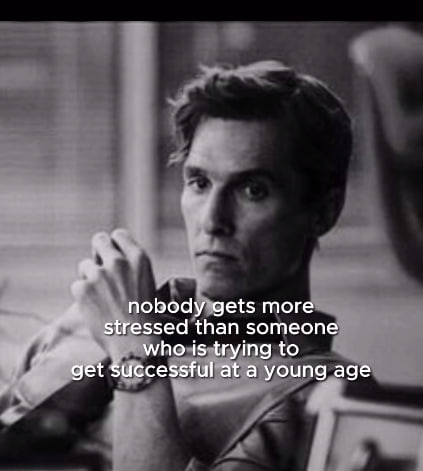 nobody gets more
stressed than someone
who is trying to
get successful at a young age